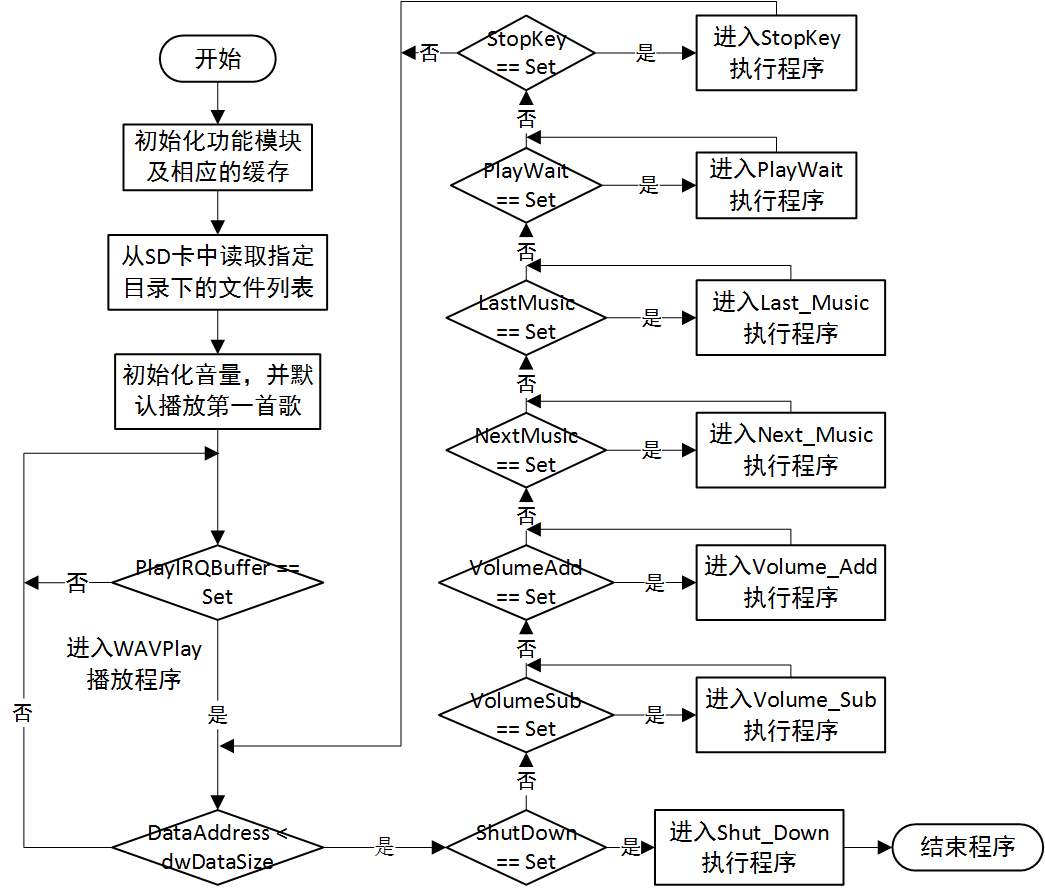 开始
初始化功能模块
及相应的缓存
从SD卡中读取指定
目录下的文件列表
初始化音量，并默
认播放第一首歌
PlayIRQBuffer ==
Set
否
进入WAVPlay
播放程序
是
否
DataAddress <
dwDataSize
是
ShutDown
== Set
是
进入Shut_Down
执行程序
结束程序
否
VolumeSub
== Set
是
进入Volume_Sub
执行程序
否
VolumeAdd
== Set
是
进入Volume_Add
执行程序
否
NextMusic
== Set
是
进入Next_Music
执行程序
否
LastMusic
== Set
是
进入Last_Music
执行程序
否
PlayWait
== Set
是
进入PlayWait
执行程序
否
StopKey
== Set
否
是
进入StopKey
执行程序